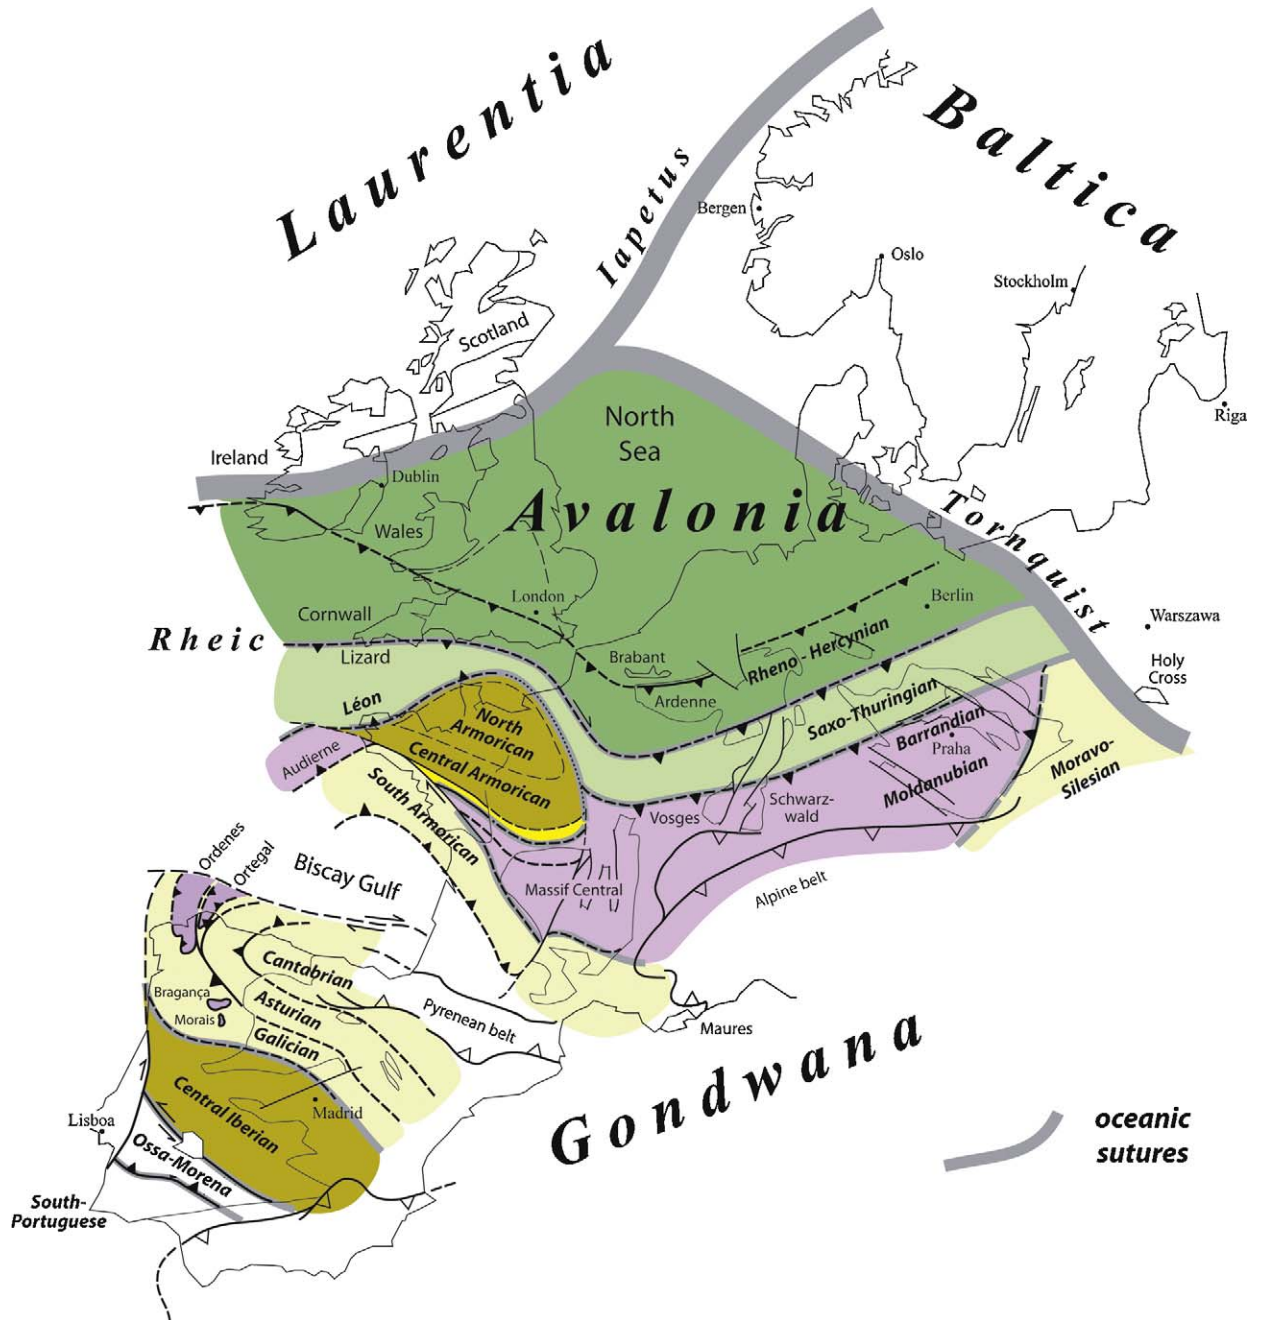 Laurentia
Baltica
Iapetus
Bergen
Oslo
Stockholm
Scotland
Riga
North
Sea
Ireland
Dublin
Avalonia
Tornquist
Wales
London
Berlin
Cornwall
Warszawa
Rheic
Lizard
Brabant
Rheno - Hercynian
Holy
Cross
Léon
Ardenne
Saxo-Thuringian
North
Armorican
Barrandian
Praha
Audierne
Central Armorican
Moldanubian
Moravo-
Silesian
South Armorican
Schwarz-
wald
Vosges
Ordenes
Ortegal
Biscay Gulf
Massif Central
Alpine belt
Cantabrian
Bragança
Asturian
Morais
Pyrenean belt
Maures
Galician
Gondwana
Central Iberian
Madrid
Lisboa
Ossa-Morena
oceanic
sutures
South-
Portuguese